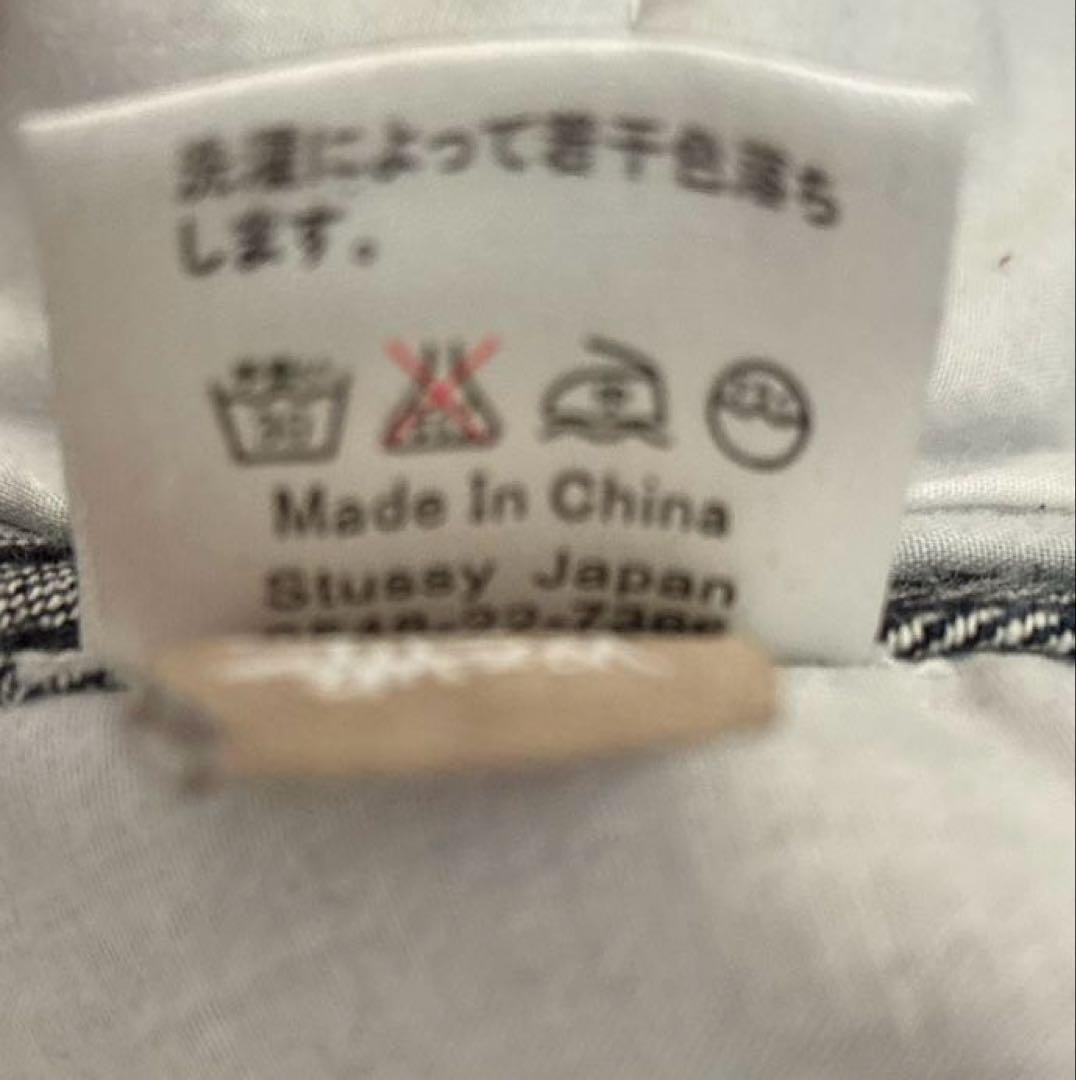 洗濯によって若干色落ち
します。
30
Made In China
Stussy Japan